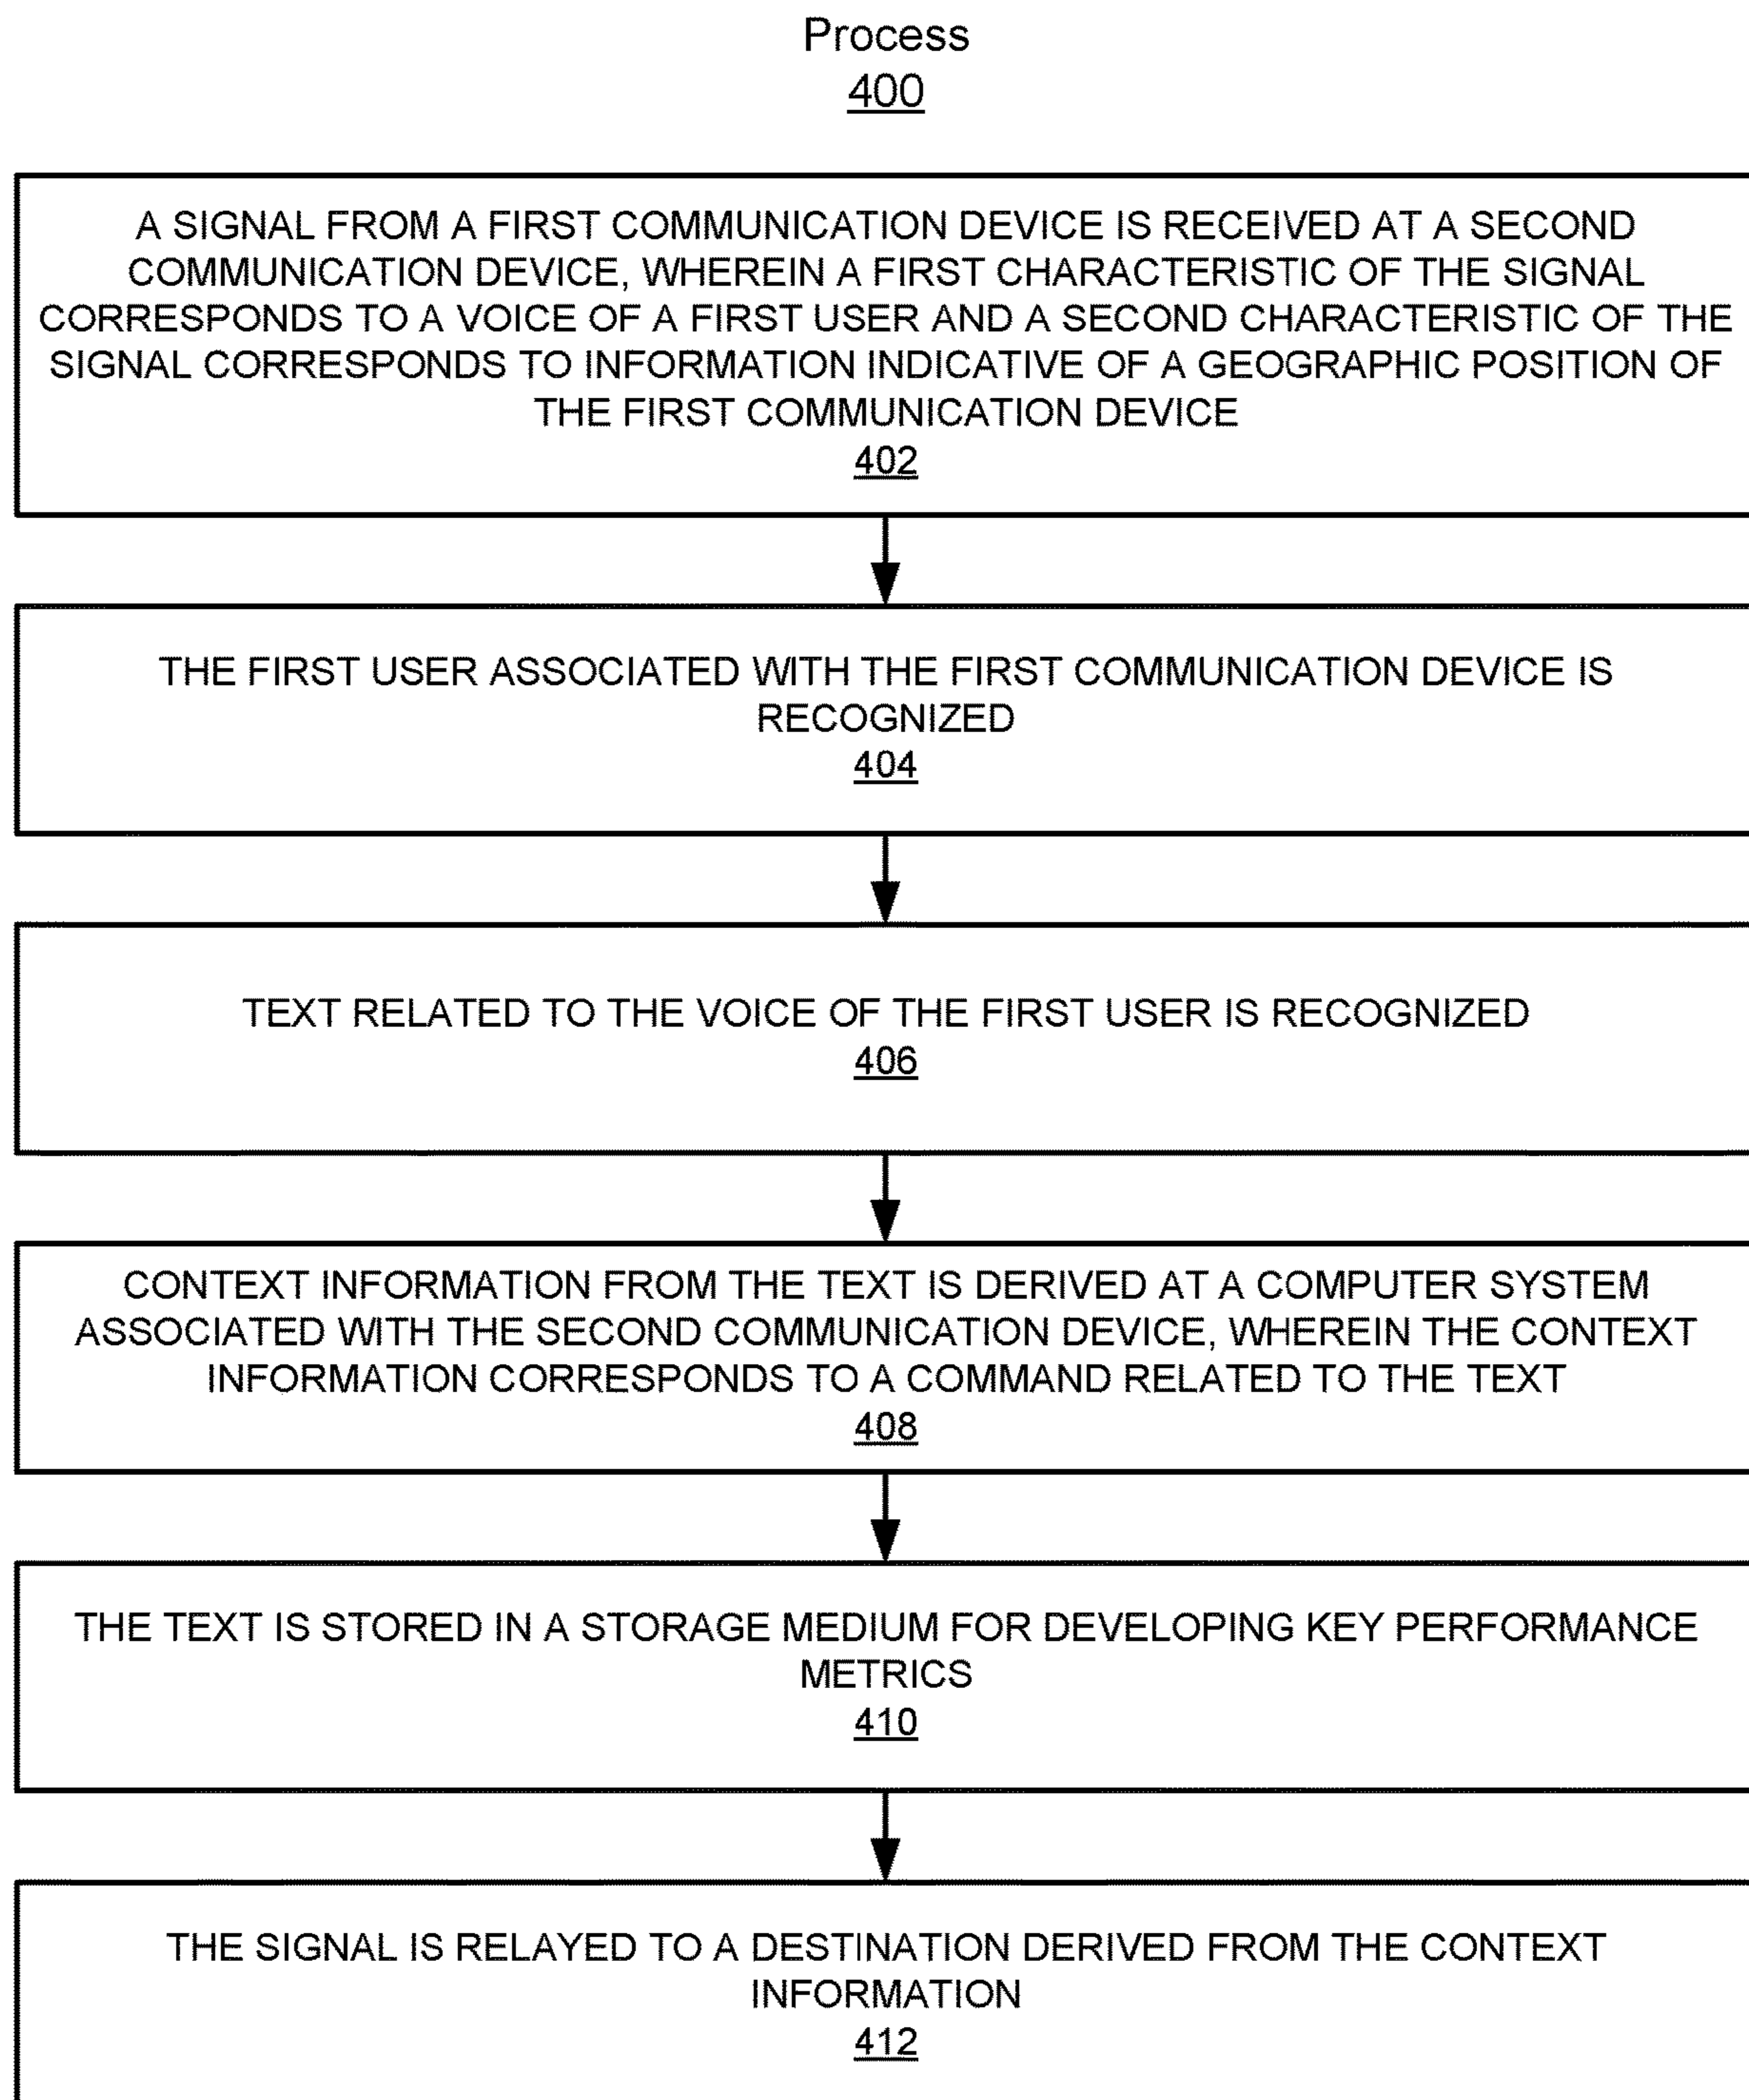 Process
400
A SIGNAL FROM A FIRST COMMUNICATION DEVICE IS RECEIVED AT A SECOND
COMMUNICATION DEVICE, WHEREIN A FIRST CHARACTERISTIC OF THE SIGNAL
CORRESPONDS TO A VOICE OF A FIRST USER AND A SECOND CHARACTERISTIC OF THE
SIGNAL CORRESPONDS TO INFORMATION INDICATIVE OF A GEOGRAPHIC POSITION OF
THE FIRST COMMUNICATION DEVICE
402
THE FIRST USER ASSOCIATED WITH THE FIRST COMMUNICATION DEVICE IS
RECOGNIZED
404
TEXT RELATED TO THE VOICE OF THE FIRST USER IS RECOGNIZED
406
CONTEXT INFORMATION FROM THE TEXT IS DERIVED AT A COMPUTER SYSTEM
ASSOCIATED WITH THE SECOND COMMUNICATION DEVICE, WHEREIN THE CONTEXT
INFORMATION CORRESPONDS TO A COMMAND RELATED TO THE TEXT
408
THE TEXT IS STORED IN A STORAGE MEDIUM FOR DEVELOPING KEY PERFORMANCE
METRICS
410
THE SIGNAL IS RELAYED TO A DESTINATION DERIVED FROM THE CONTEXT
INFORMATION
412